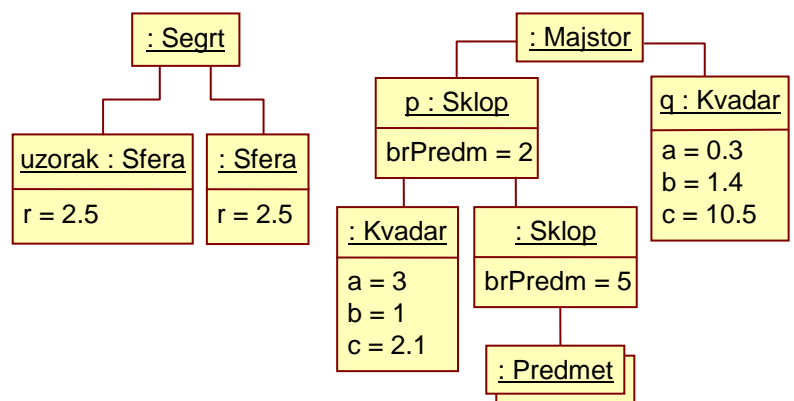 : Segrt
: Majstor
p : Sklop
brPredm = 2
q : Kvadar
a = 0.3
b = 1.4
c = 10.5
uzorak : Sfera
r = 2.5
: Sfera
r = 2.5
: Kvadar
a = 3
b = 1
c = 2.1
: Sklop
brPredm = 5
: Predmet